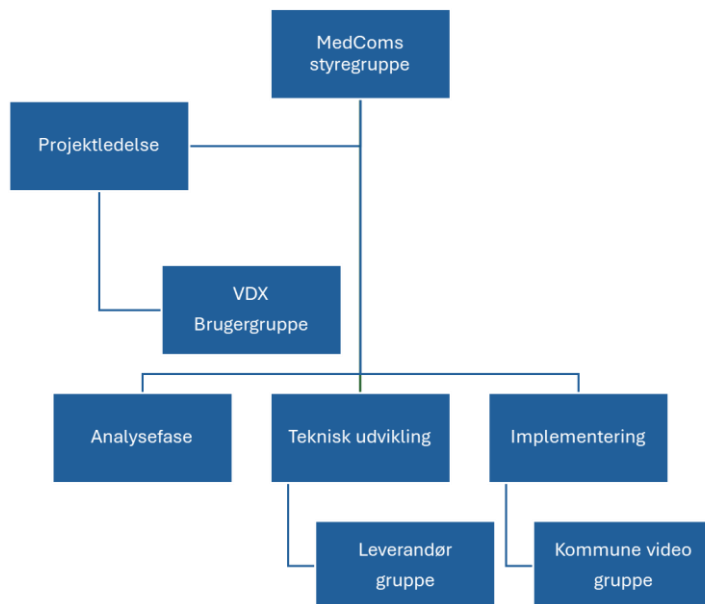 MedComs
styregruppe
Projektledelse
VDX
Brugergruppe
Analysefase
Teknisk udvikling
Implementering
Leverandør
gruppe
Kommune video
gruppe